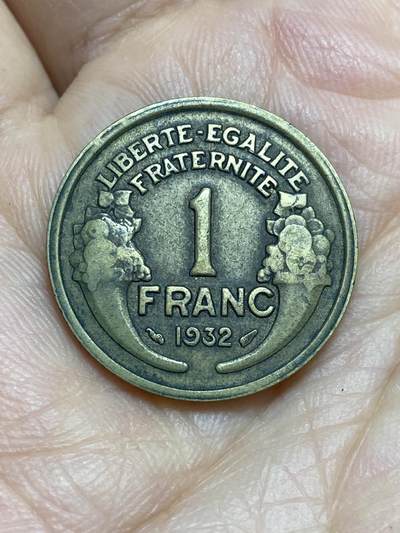 LIBERTE-EGALITE
FRATERNITE
1
FRANC
1932